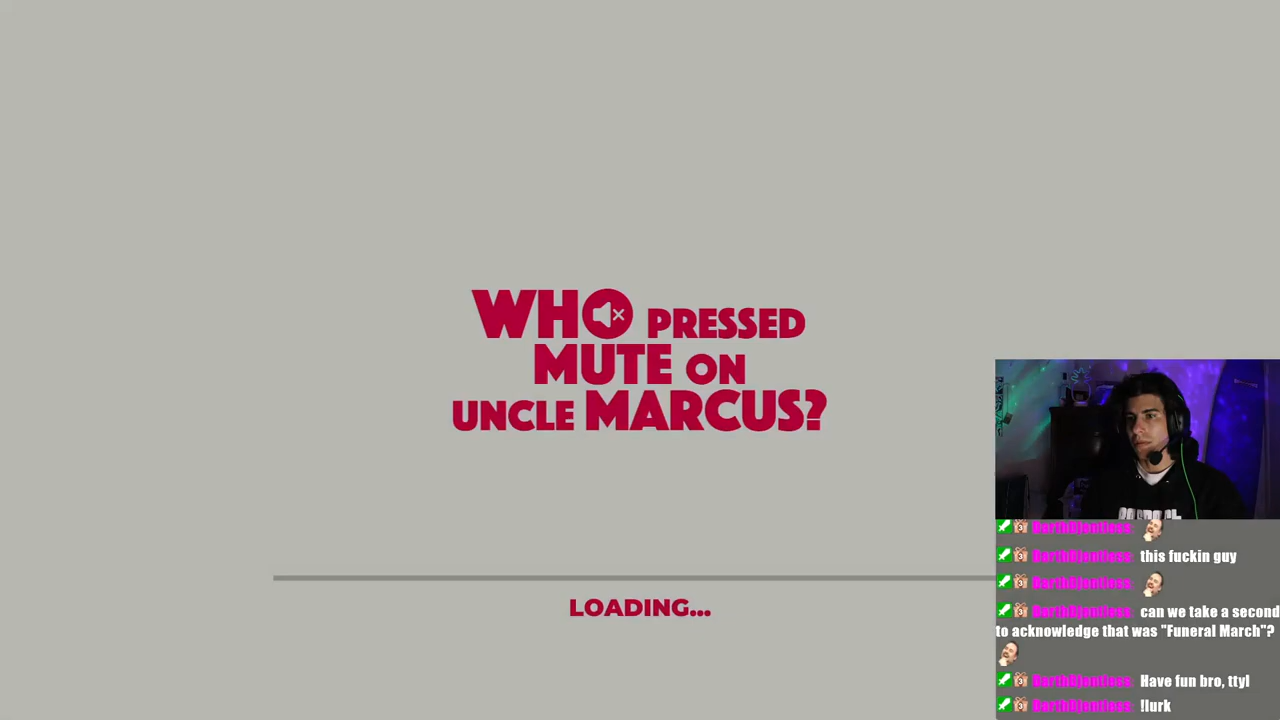 WHO PRESSED
MUTE ON
UNCLE MARCUS?
LOADING...
this fuckin guy
can we take a second
to acknowledge that was "Funeral March"?
Have fun bro, ttyl
!lurk